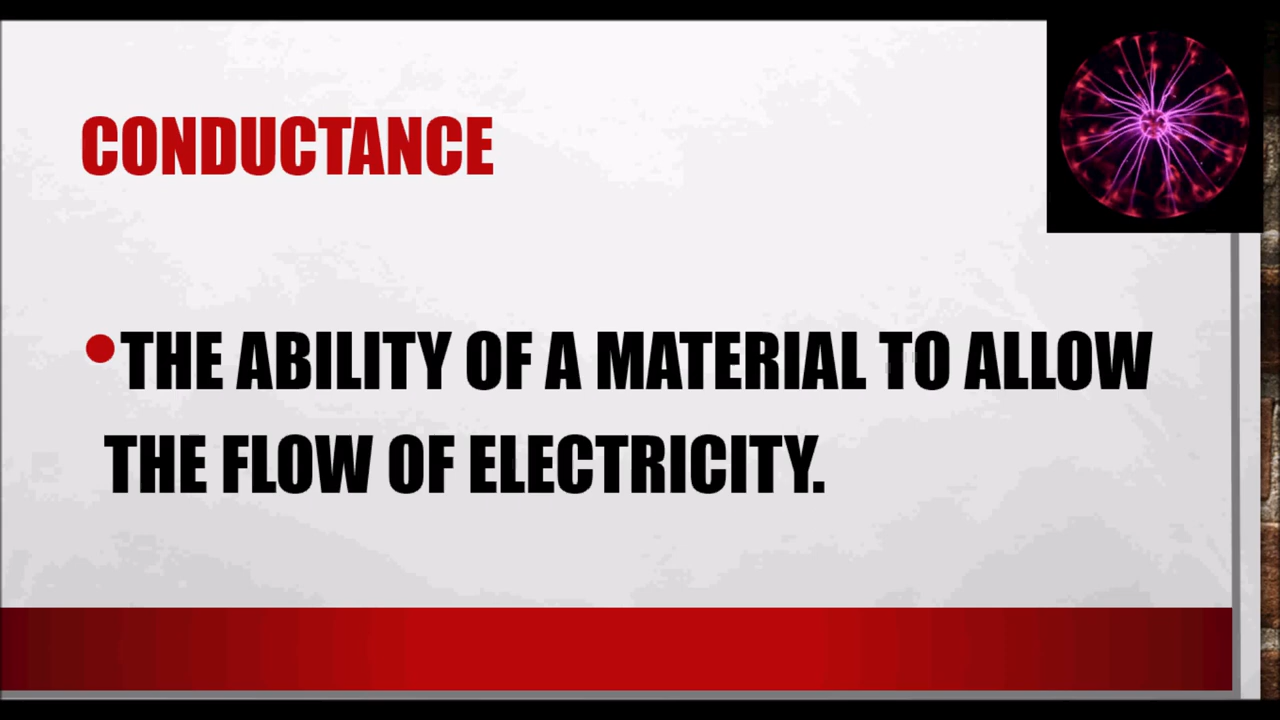 CONDUCTANCE
•THE ABILITY OF A MATERIAL TO ALLOW
THE FLOW OF ELECTRICITY.